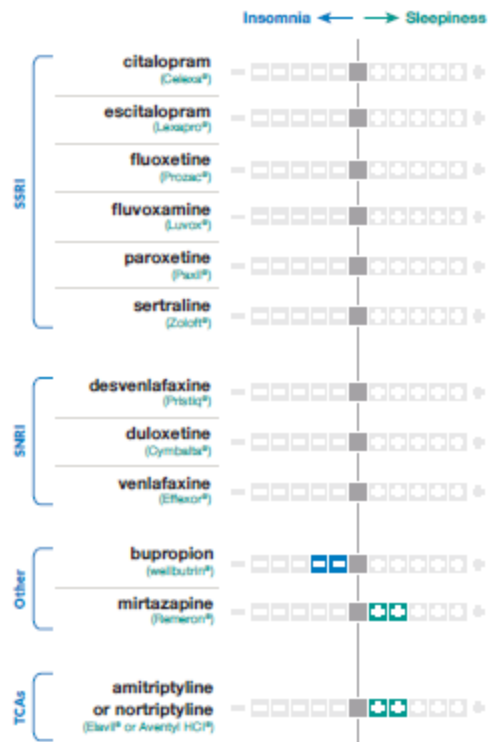 Insomnia
Sleepiness
SSRI
citalopram
(Celexa®)
escitalopram
(Lexapro®)
fluoxetine
(Prozac®)
fluvoxamine
(Luvox®)
paroxetine
(Paxil®)
sertraline
(Zoloft®)
SNRI
desvenlafaxine
(Pristiq®)
duloxetine
(Cymbalta®)
venlafaxine
(Effexor®)
Other
bupropion
(wellbutrin®)
mirtazapine
(Remeron®)
TCAs
amitriptyline
or nortriptyline
(Elavil® or Aventyl HCl®)